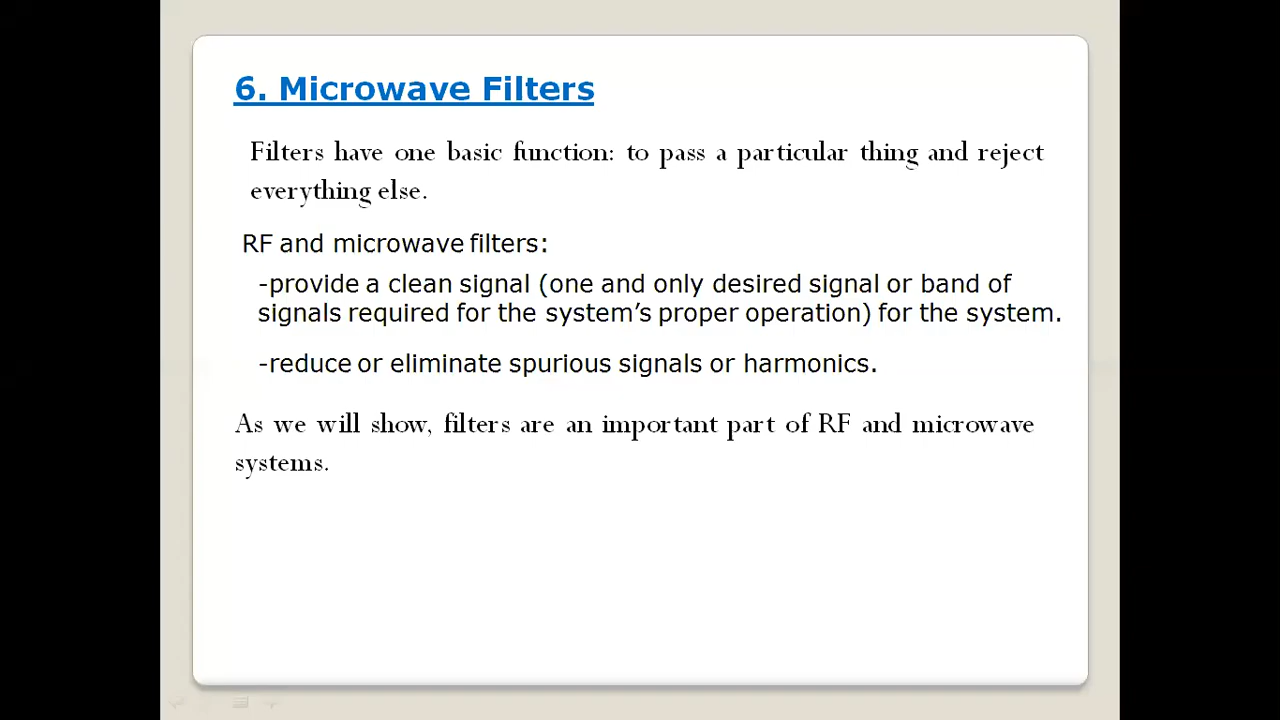 6. Microwave Filters
Filters have one basic function: to pass a particular thing and reject
everything else.
RF and microwave filters:
-provide a clean signal (one and only desired signal or band of
signals required for the system’s proper operation) for the system.
-reduce or eliminate spurious signals or harmonics.
As we will show, filters are an important part of RF and microwave
systems.